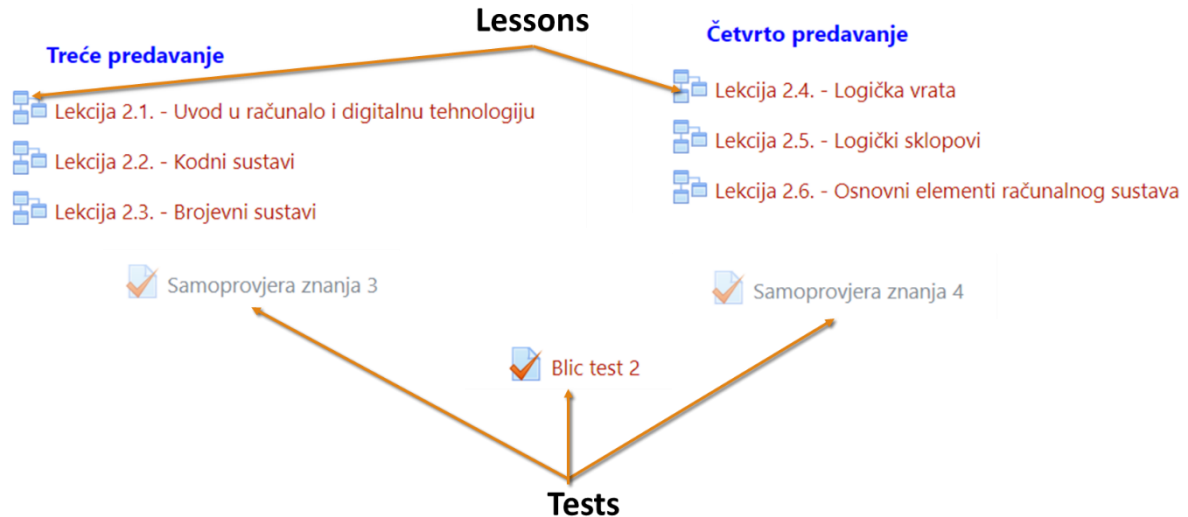 Lessons
Treće predavanje
Lekcija 2.1. - Uvod u računalo i digitalnu tehnologiju
Lekcija 2.2. - Kodni sustavi
Lekcija 2.3. - Brojevni sustavi
Četvrto predavanje
Lekcija 2.4. - Logička vrata
Lekcija 2.5. - Logički sklopovi
Lekcija 2.6. - Osnovni elementi računalnog sustava
Samoprovjera znanja 3
Samoprovjera znanja 4
Blic test 2
Tests